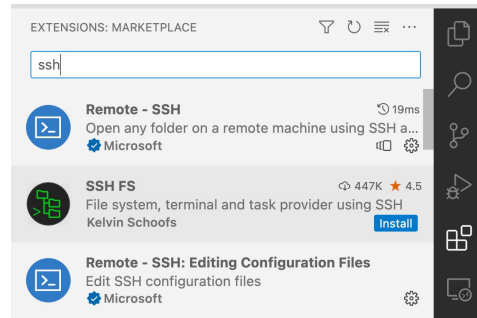 EXTENSIONS: MARKETPLACE
ssh
Remote - SSH 19ms
Open any folder on a remote machine using SSH a...
Microsoft
SSH FS 447K ★ 4.5
File system, terminal and task provider using SSH
Kelvin Schoofs Install
Remote - SSH: Editing Configuration Files
Edit SSH configuration files
Microsoft